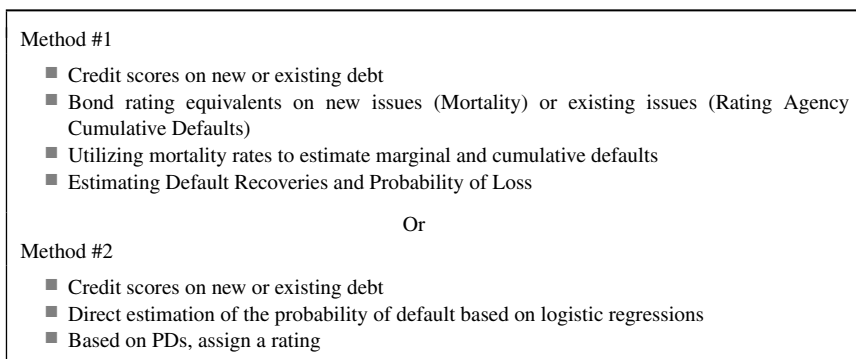 Method #1
■ Credit scores on new or existing debt
■ Bond rating equivalents on new issues (Mortality) or existing issues (Rating Agency
Cumulative Defaults)
■ Utilizing mortality rates to estimate marginal and cumulative defaults
■ Estimating Default Recoveries and Probability of Loss
Or
Method #2
■ Credit scores on new or existing debt
■ Direct estimation of the probability of default based on logistic regressions
■ Based on PDs, assign a rating